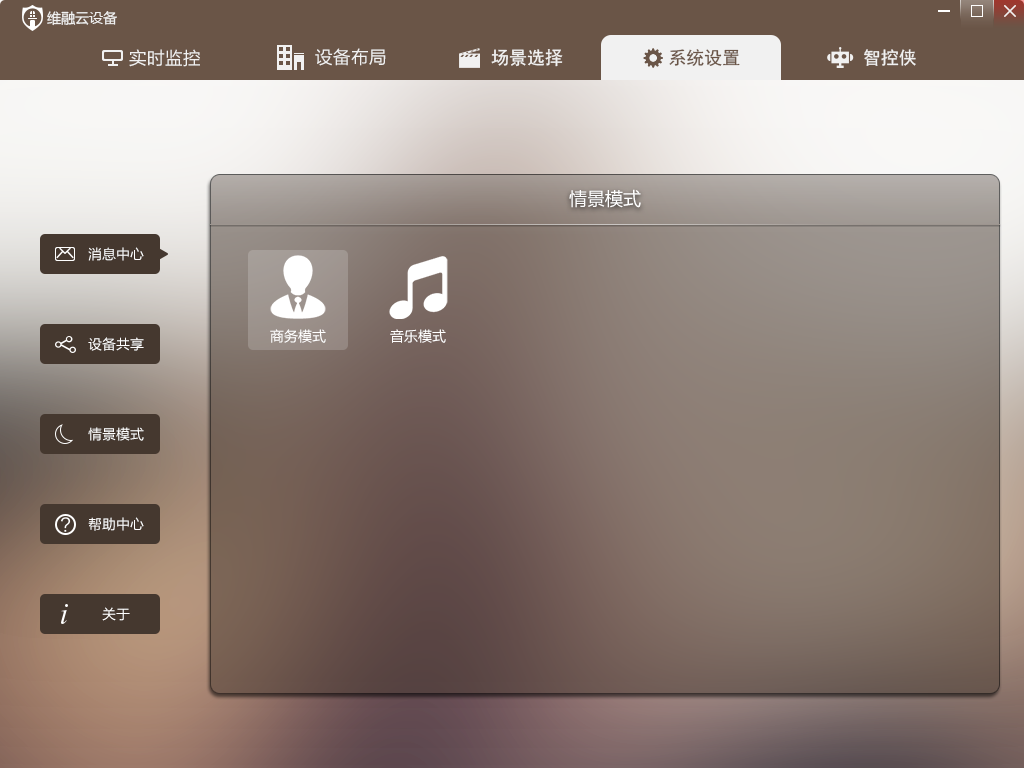 维融云设备
实时监控
设备布局
场景选择
系统设置
智控侠
情景模式
消息中心
商务模式
音乐模式
设备共享
情景模式
帮助中心
关于